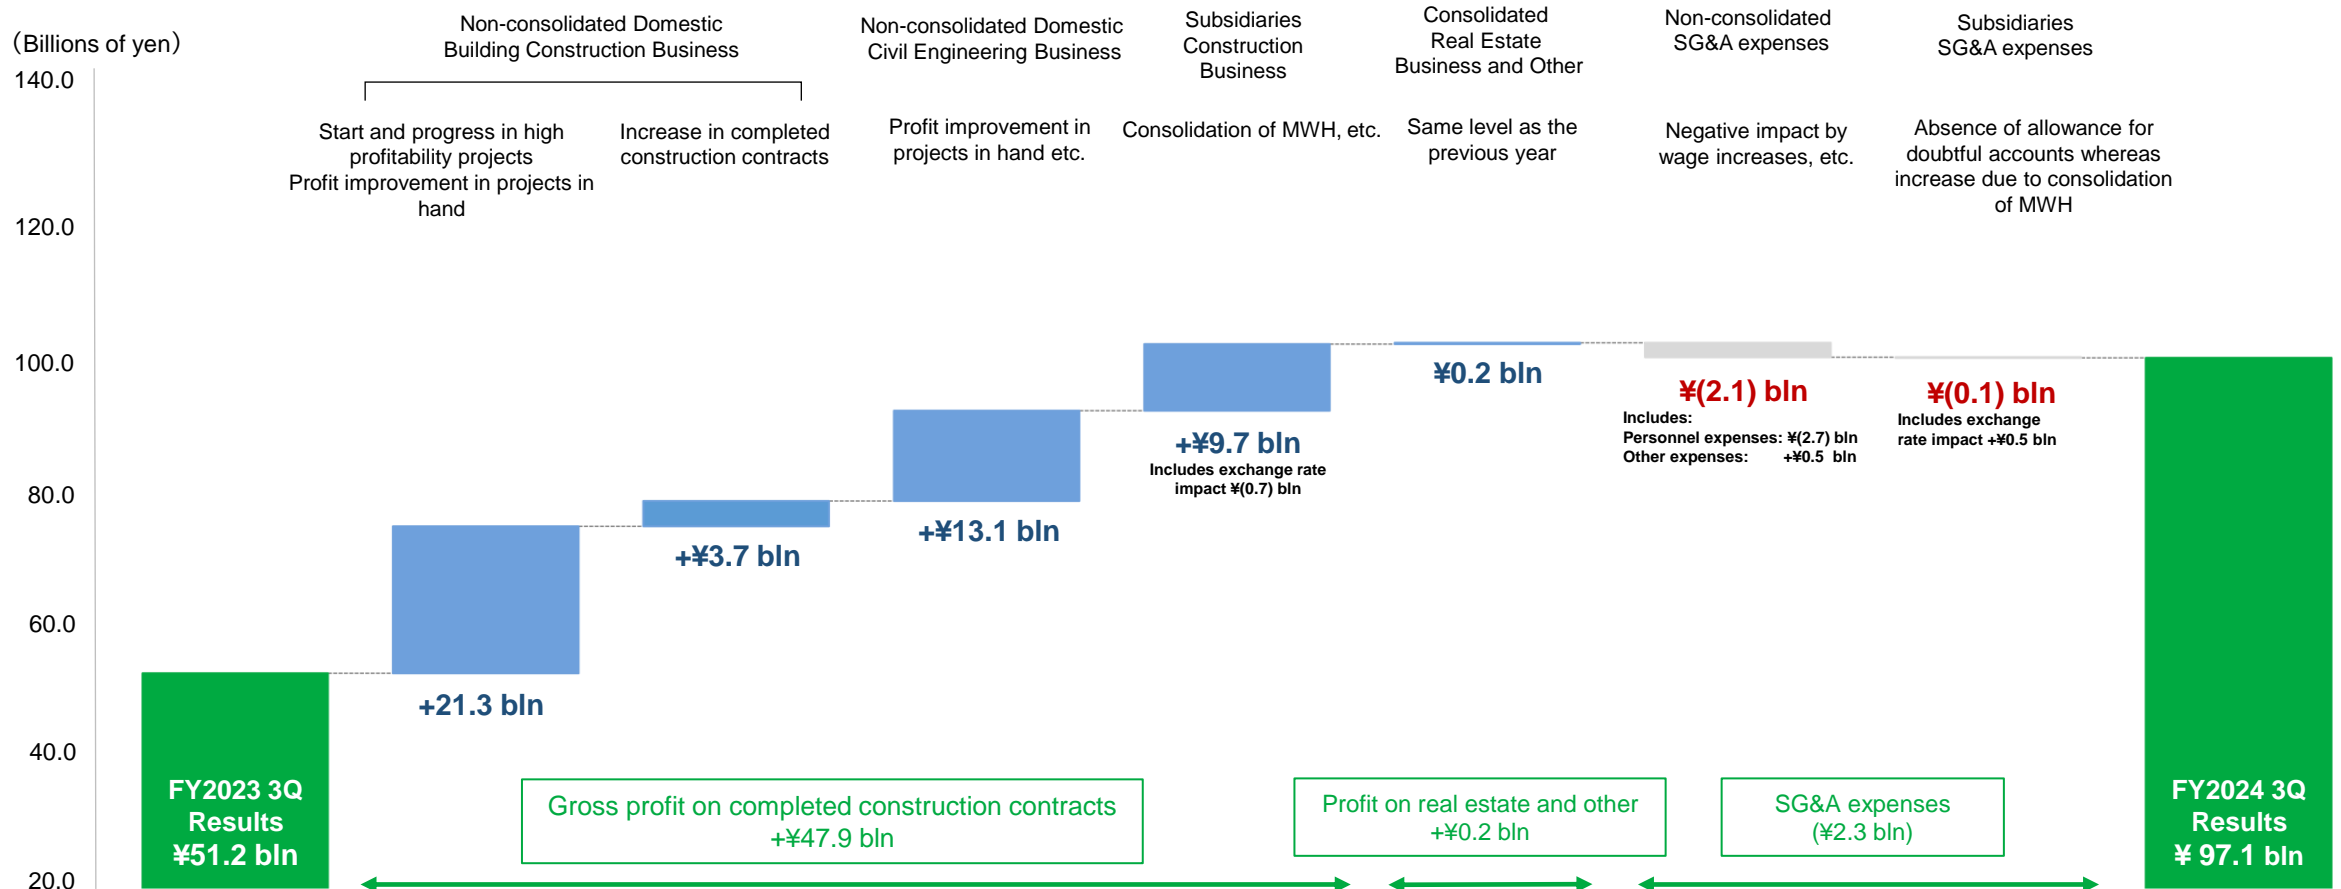 （Billions of yen）
140.0
120.0
100.0
80.0
60.0
40.0
20.0
Non-consolidated Domestic
Building Construction Business
Start and progress in high
profitability projects
Profit improvement in projects in
hand
Increase in completed
construction contracts
Non-consolidated Domestic
Civil Engineering Business
Profit improvement in
projects in hand etc.
Subsidiaries
Construction
Business
Consolidation of MWH, etc.
Consolidated
Real Estate
Business and Other
Same level as the
previous year
Non-consolidated
SG&A expenses
Negative impact by
wage increases, etc.
Subsidiaries
SG&A expenses
Absence of allowance for
doubtful accounts whereas
increase due to consolidation
of MWH
FY2023 3Q
Results
¥51.2 bln
+21.3 bln
+¥3.7 bln
+¥13.1 bln
+¥9.7 bln
Includes exchange rate
impact ¥(0.7) bln
¥0.2 bln
¥(2.1) bln
Includes:
Personnel expenses: ¥(2.7) bln
Other expenses: +¥0.5 bln
¥(0.1) bln
Includes exchange
rate impact +¥0.5 bln
FY2024 3Q
Results
¥ 97.1 bln
Gross profit on completed construction contracts
+¥47.9 bln
Profit on real estate and other
+¥0.2 bln
SG&A expenses
(¥2.3 bln)